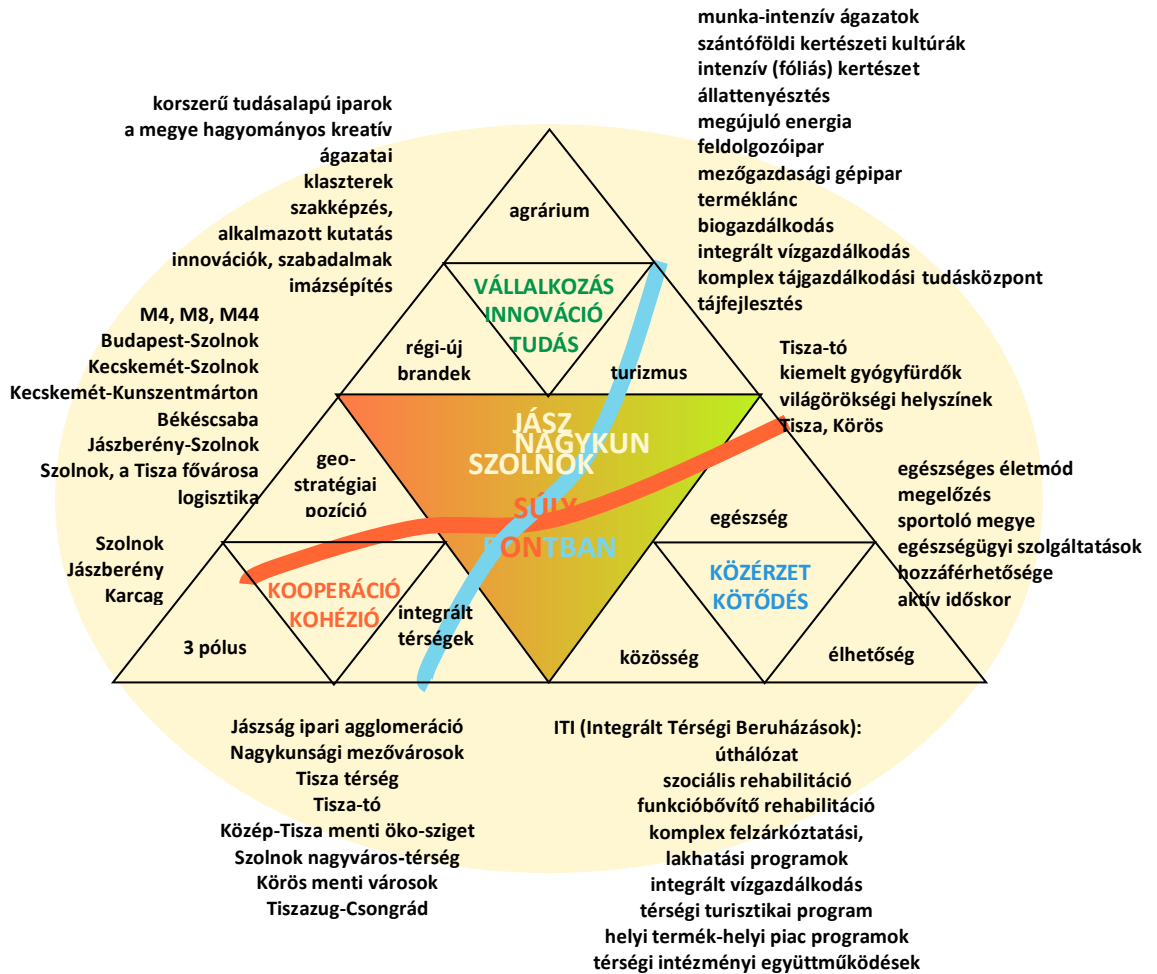 munka-intenzív ágazatok
szántóföldi kertészeti kultúrák
intenzív (fóliás) kertészet
állattenyésztés
megújuló energia
feldolgozóipar
mezőgazdasági gépipar
terméklánc
biogazdálkodás
integrált vízgazdálkodás
komplex tájgazdálkodási tudásközpont
tájfejlesztés
korszerű tudásalapú iparok
a megye hagyományos kreatív
ágazatai
klaszterek
szakképzés,
alkalmazott kutatás
innovációk, szabadalmak
imázsépítés
agrárium
VÁLLALKOZÁS
INNOVÁCIÓ
TUDÁS
régi-új
brandek
turizmus
M4, M8, M44
Budapest-Szolnok
Kecskemét-Szolnok
Kecskemét-Kunszentmárton
Békéscsaba
Jászberény-Szolnok
Szolnok, a Tisza fővárosa
logisztika
Tisza-tó
kiemelt gyógyfürdők
világörökségi helyszínek
Tisza, Körös
JÁSZ
NAGYKUN
SZOLNOK
SÚLY
PONTBAN
geo-
stratégiai
pozíció
egészség
egészséges életmód
megelőzés
sportoló megye
egészségügyi szolgáltatások
hozzáférhetősége
aktív időskor
Szolnok
Jászberény
Karcag
KOOPERÁCIÓ
KOHÉZIÓ
KÖZÉRZET
KÖTŐDÉS
3 pólus
integrált
térségek
közösség
élhetőség
Jászság ipari agglomeráció
Nagykunsági mezővárosok
Tisza térség
Tisza-tó
Közép-Tisza menti öko-sziget
Szolnok nagyváros-térség
Körös menti városok
Tiszazug-Csongrád
ITI (Integrált Térségi Beruházások):
úthálózat
szociális rehabilitáció
funkcióbővítő rehabilitáció
komplex felzárkóztatási,
lakhatási programok
integrált vízgazdálkodás
térségi turisztikai program
helyi termék-helyi piac programok
térségi intézményi együttműködések